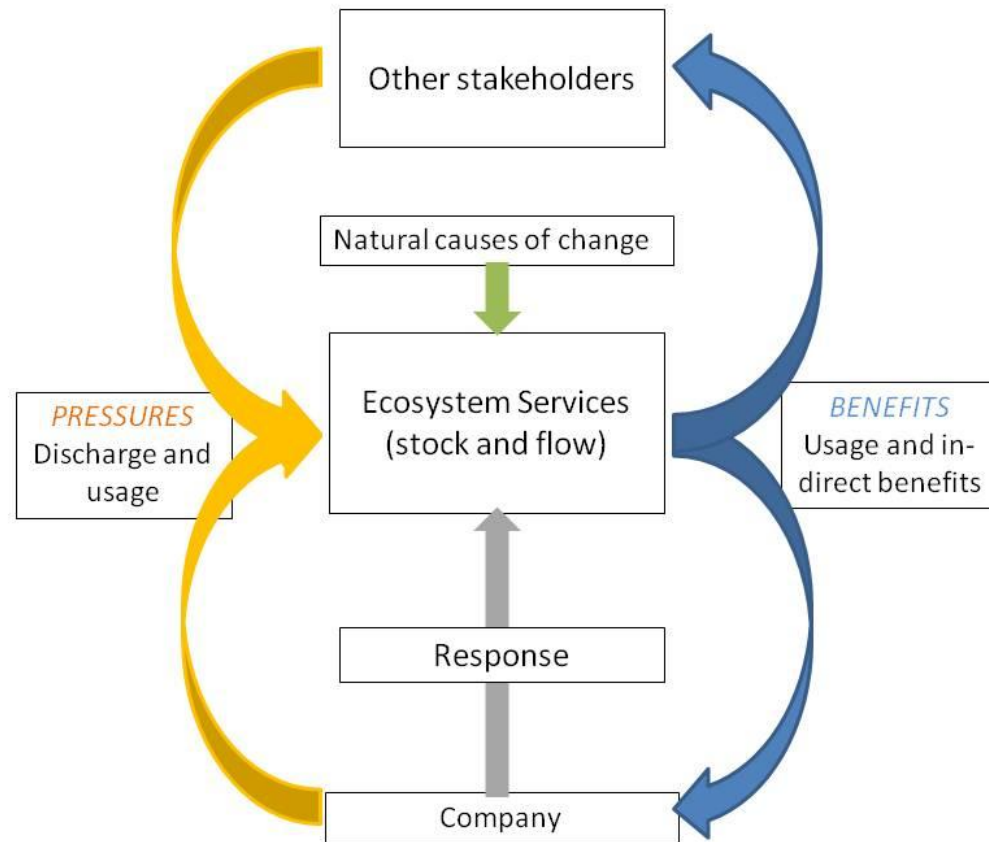 Other stakeholders
Natural causes of change
Ecosystem Services
(stock and flow)
PRESSURES
Discharge and
usage
BENEFITS
Usage and in-
direct benefits
Response
Company